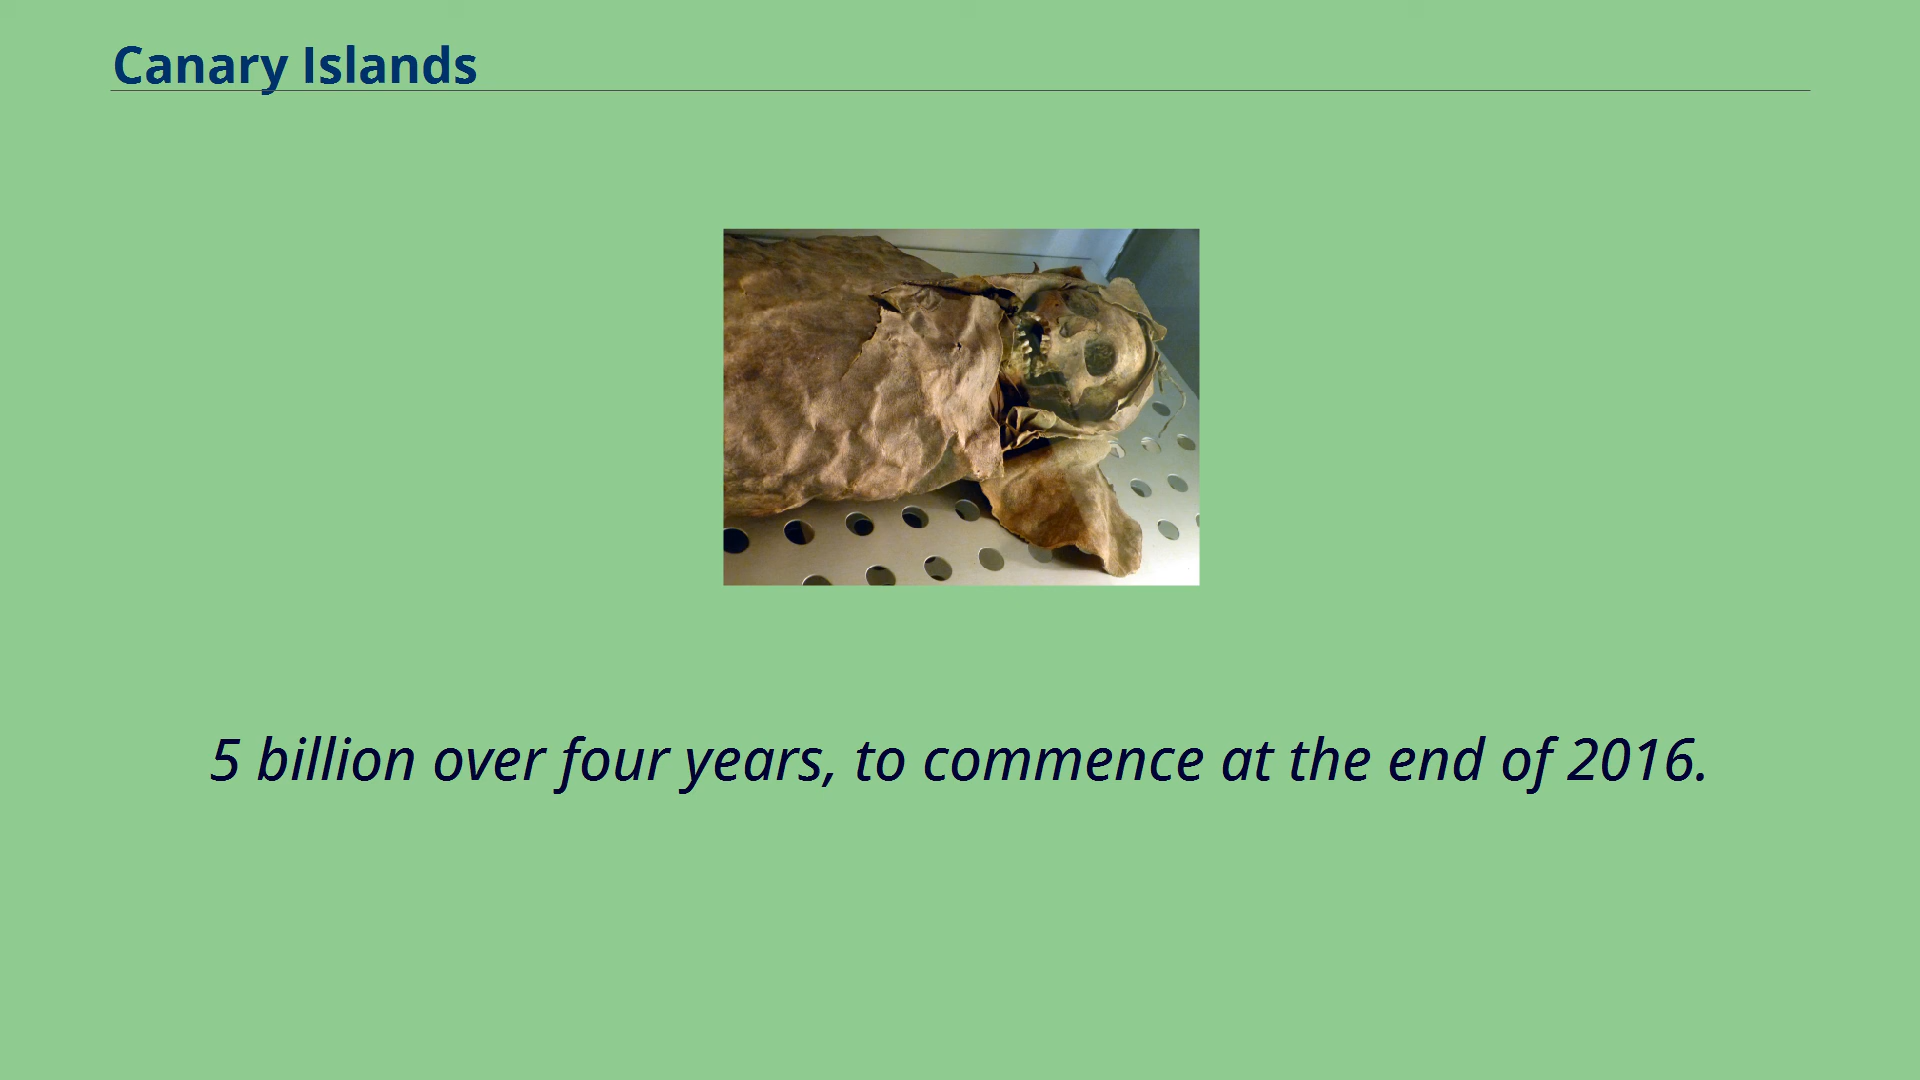 Canary Islands
5 billion over four years, to commence at the end of 2016.